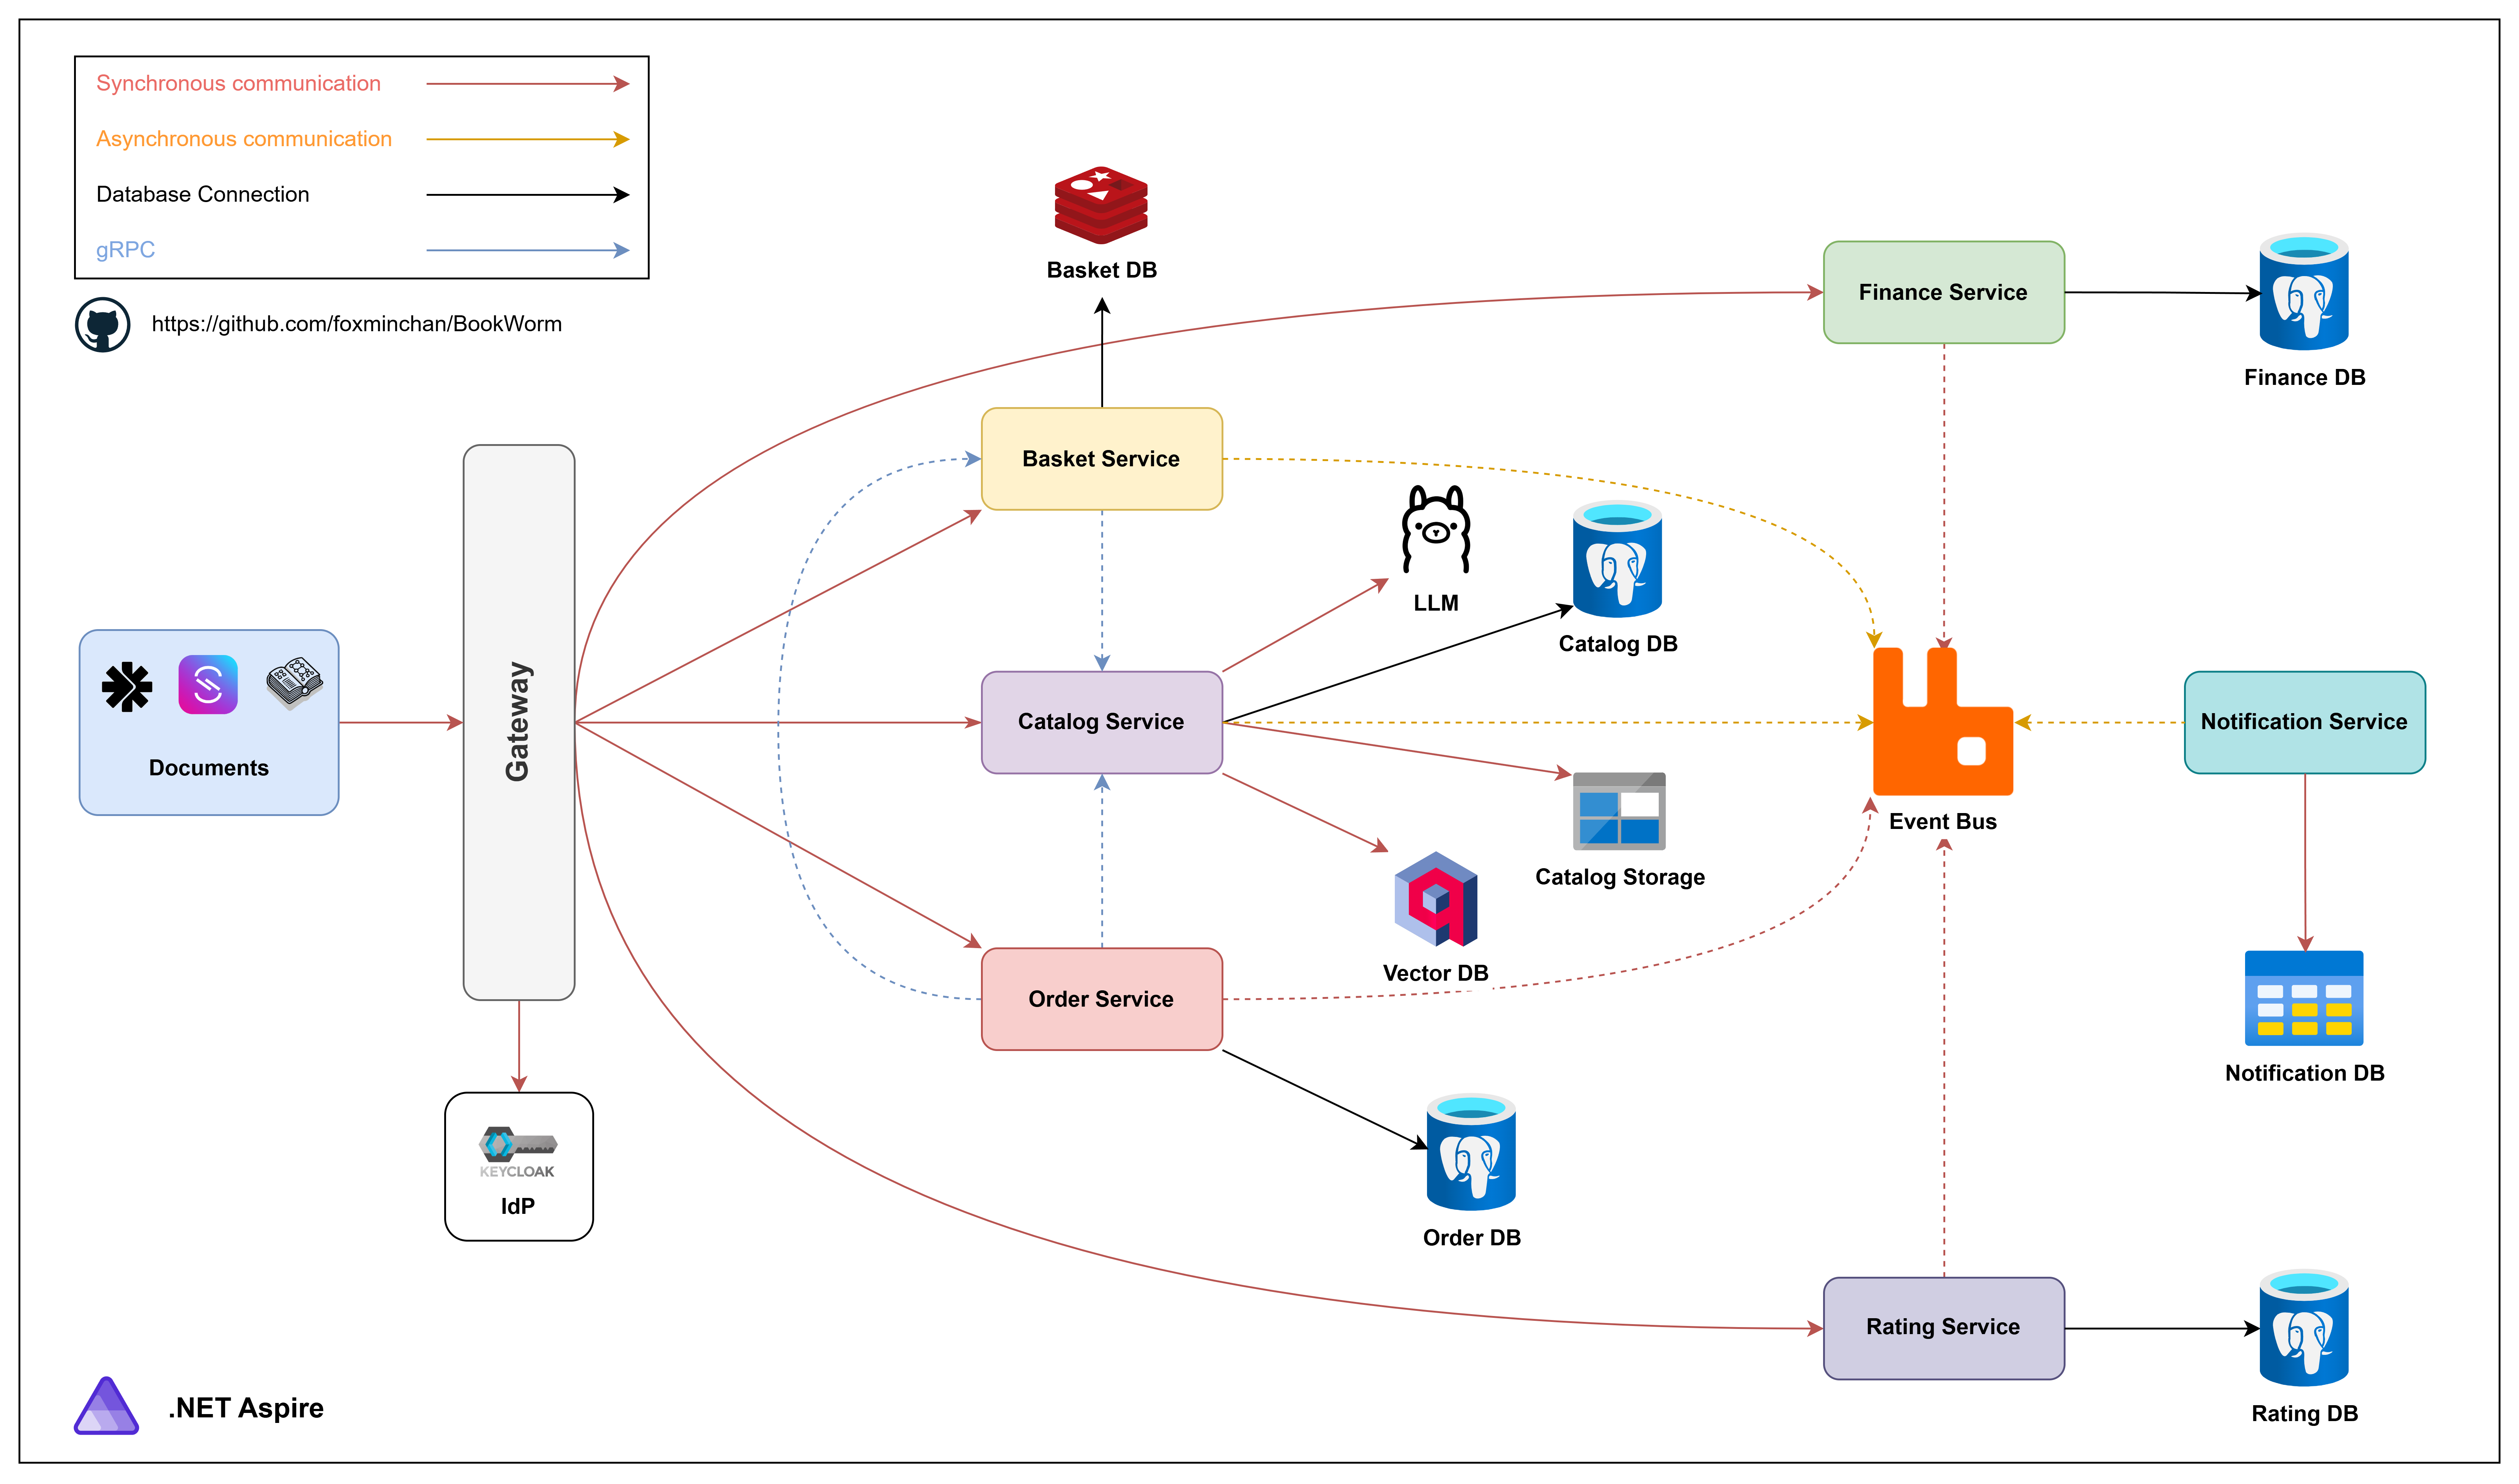 Synchronous communication
Asynchronous communication
Database Connection
gRPC
https://github.com/foxminchan/BookWorm
Basket DB
Finance Service
Finance DB
Basket Service
LLM
Catalog DB
Gateway
Documents
Catalog Service
Event Bus
Notification Service
Catalog Storage
Vector DB
Order Service
Notification DB
KEYCLOAK
IdP
Order DB
Rating Service
Rating DB
.NET Aspire